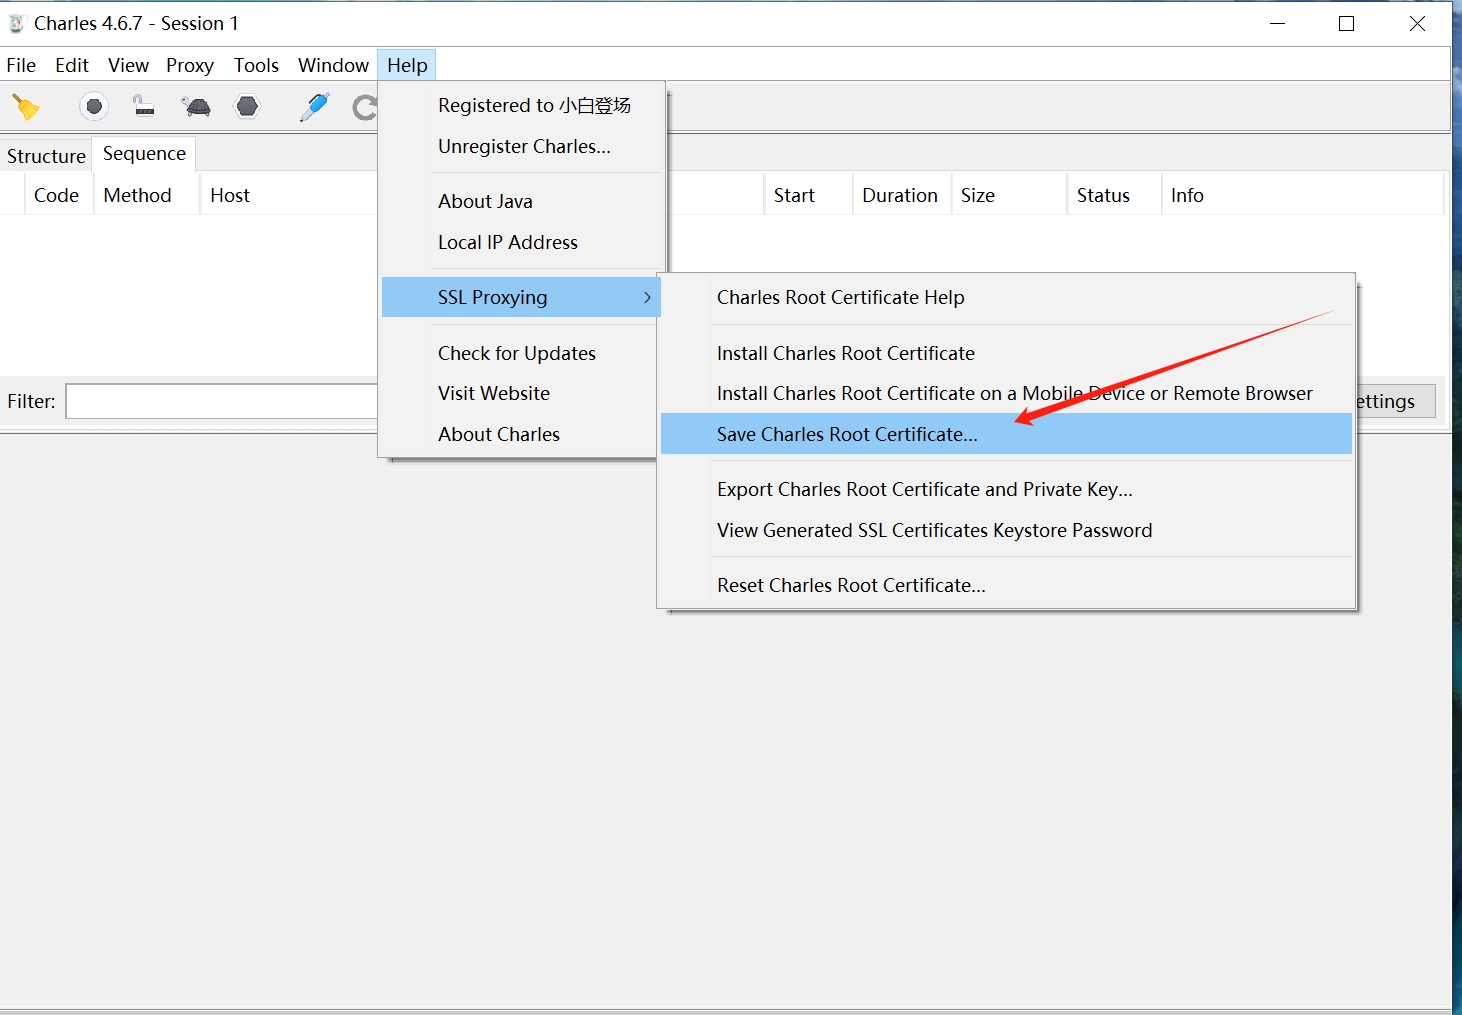 Charles 4.6.7 - Session 1
File Edit View Proxy Tools Window Help
Registered to 小白登场
Unregister Charles...
Structure Sequence
Code Method Host Start Duration Size Status Info
About Java
Local IP Address
SSL Proxying
Check for Updates
Visit Website
About Charles
Charles Root Certificate Help
Install Charles Root Certificate
Install Charles Root Certificate on a Mobile Device or Remote Browser
Save Charles Root Certificate...
Export Charles Root Certificate and Private Key...
View Generated SSL Certificates Keystore Password
Reset Charles Root Certificate...
Filter: ettings